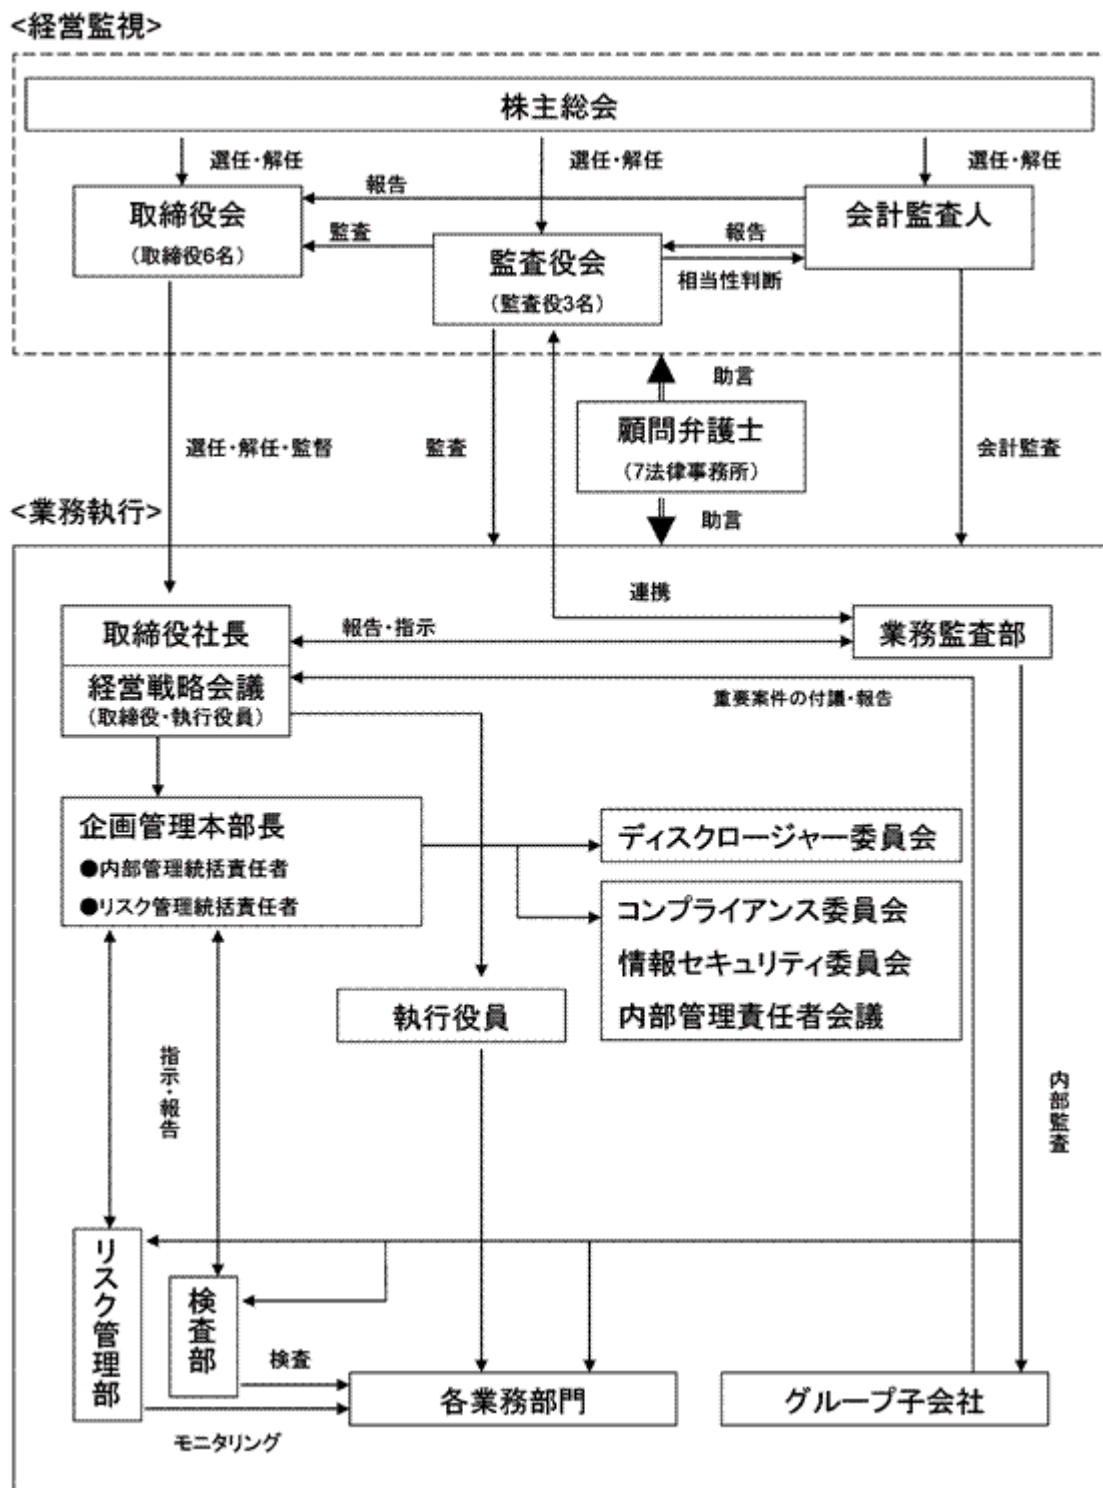 <経営監視>
株主総会
選任・解任
選任・解任
選任・解任
取締役会
(取締役6名)
報告
監査
監査役会
(監査役3名)
報告
相当性判断
会計監査人
助言
顧問弁護士
(7法律事務所)
助言
選任・解任・監督
監査
会計監査
<業務執行>
連携
取締役社長
報告・指示
業務監査部
経営戦略会議
(取締役・執行役員)
重要案件の付議・報告
企画管理本部長
●内部管理統括責任者
●リスク管理統括責任者
ディスクロージャー委員会
コンプライアンス委員会
情報セキュリティ委員会
内部管理責任者会議
執行役員
指示・報告
内部監査
リスク管理部
検査部
検査
各業務部門
グループ子会社
モニタリング